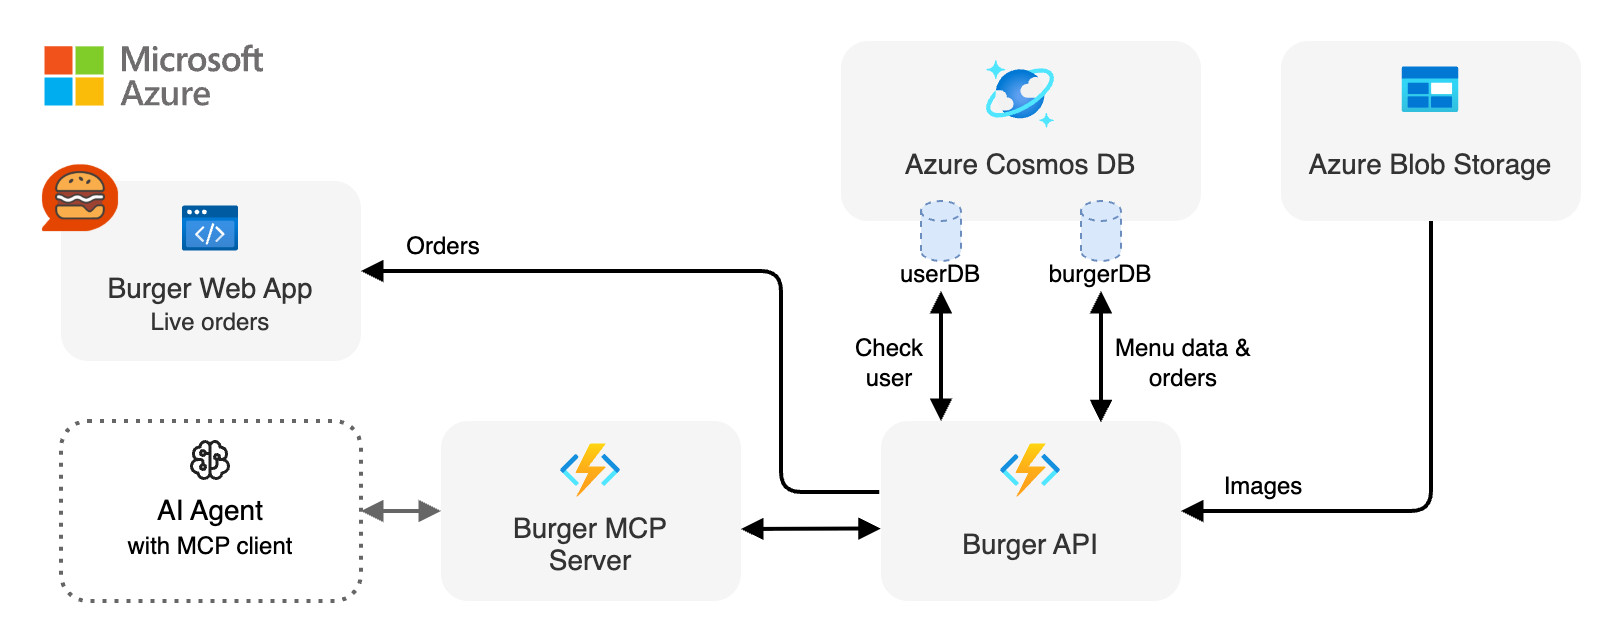 Microsoft
Azure
Azure Cosmos DB
Azure Blob Storage
userDB
burgerDB
Orders
Burger Web App
Live orders
Check
user
Menu data &
orders
AI Agent
with MCP client
Burger MCP
Server
Burger API
Images